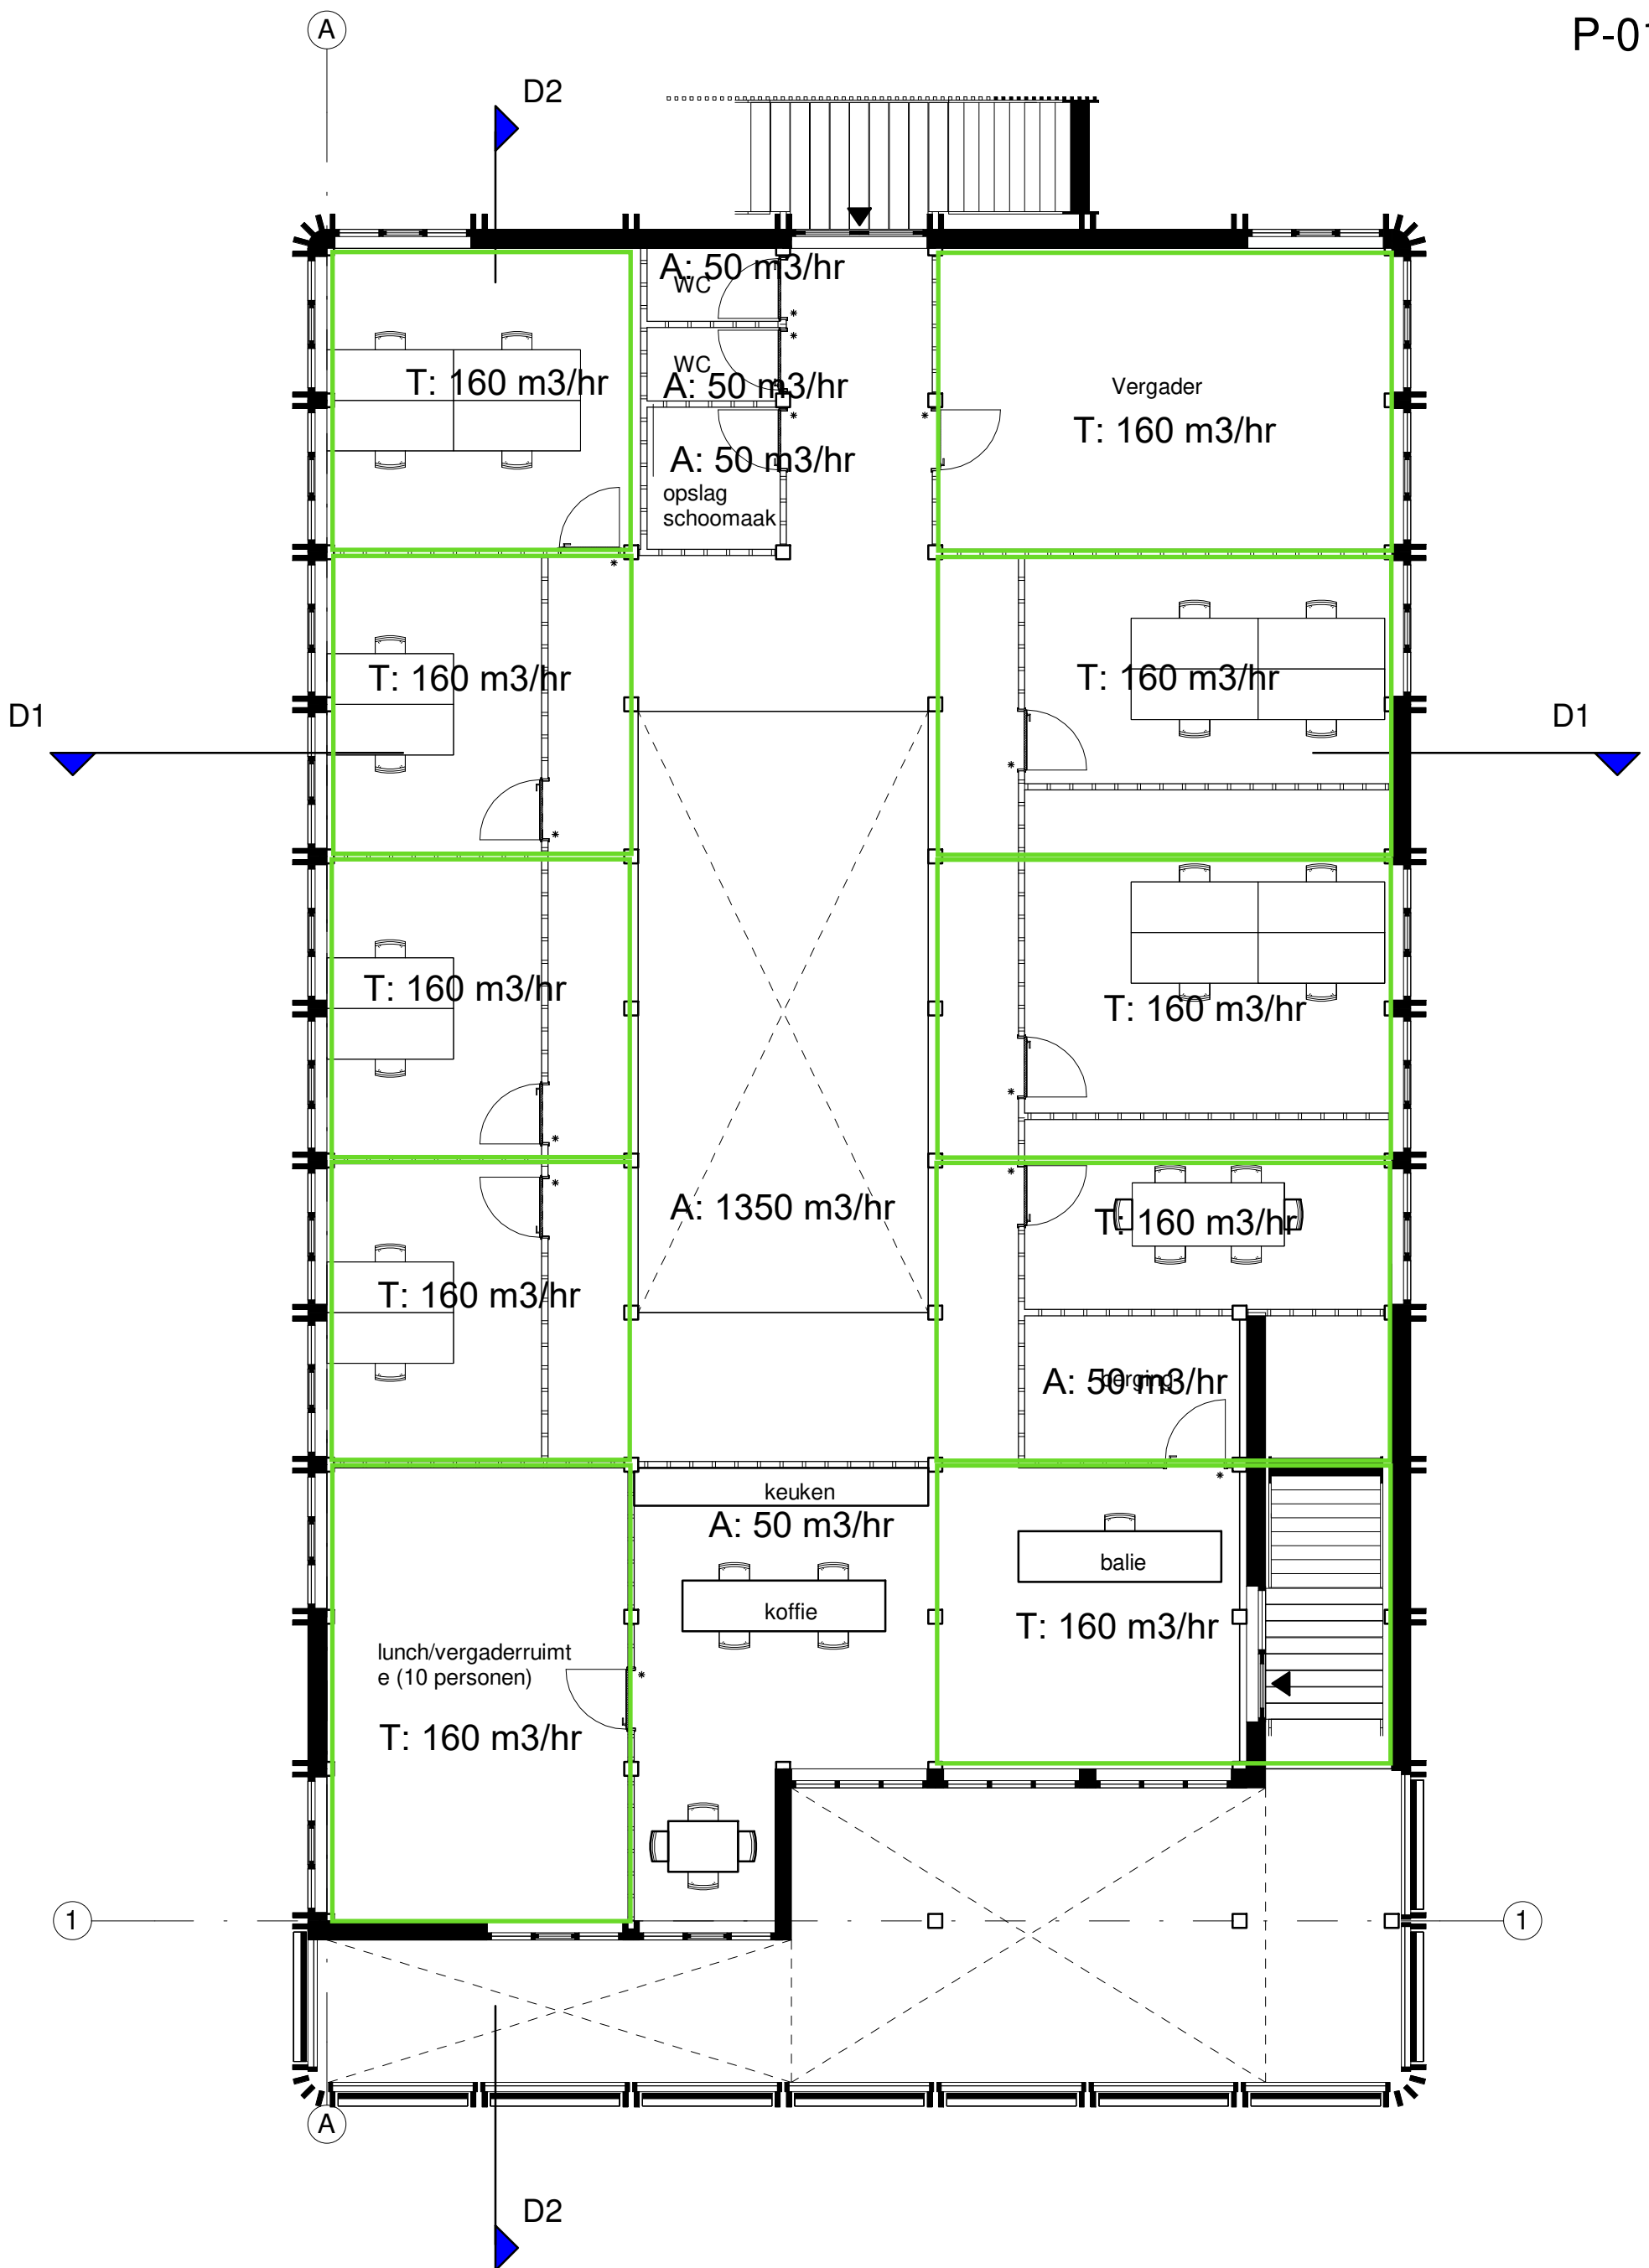 P-01
A
D2
A: 50 m3/hr
WC
WC
A: 50 m3/hr
T: 160 m3/hr
Vergader
T: 160 m3/hr
A: 50 m3/hr
opslag
schoomaak
T: 160 m3/hr
T: 160 m3/hr
D1
D1
T: 160 m3/hr
T: 160 m3/hr
A: 1350 m3/hr
T: 160 m3/hr
T: 160 m3/hr
A: 50 m3/hr
berging
keuken
A: 50 m3/hr
balie
koffie
T: 160 m3/hr
lunch/vergaderruimt
e (10 personen)
T: 160 m3/hr
1
1
A
D2